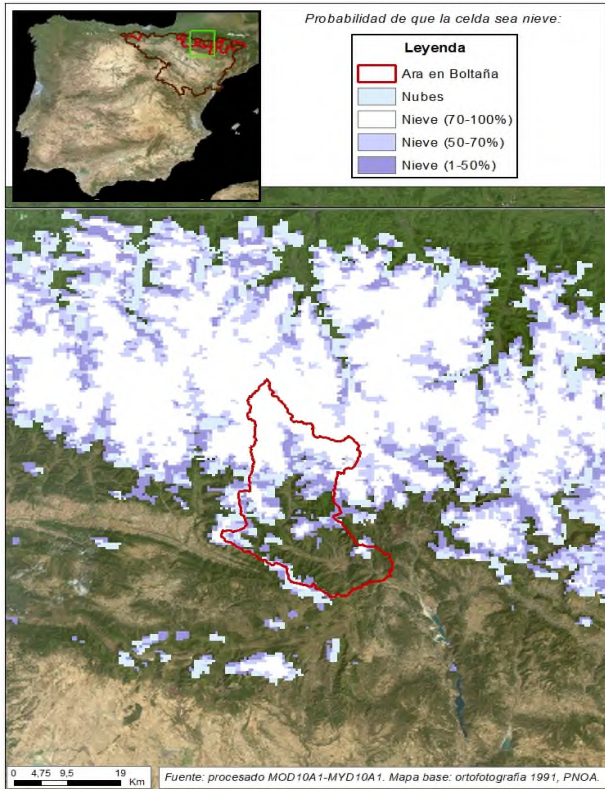 Probabilidad de que la celda sea nieve:
Leyenda
Ara en Boltaña
Nubes
Nieve (70-100%)
Nieve (50-70%)
Nieve (1-50%)
0 4,75 9,5 19
Km
Fuente: procesado MOD10A1-MYD10A1. Mapa base: ortofotografía 1991, PNOA.